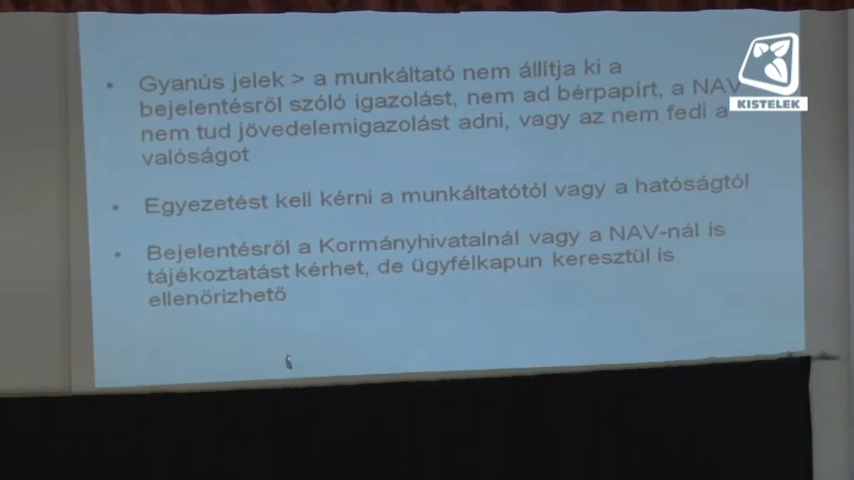 Gyanús jelek > a munkáltató nem állítja ki a
bejelentésről szóló igazolást, nem ad bérpapírt, a NAV
nem tud jövedelemigazolást adni, vagy az nem fedi a
valóságot
Egyezetést kell kérni a munkáltatótól vagy a hatóságtól
Bejelentésről a Kormányhivatalnál vagy a NAV-nál is
tájékoztatást kérhet, de ügyfélkapun keresztül is
ellenőrizhető
KISTELEK